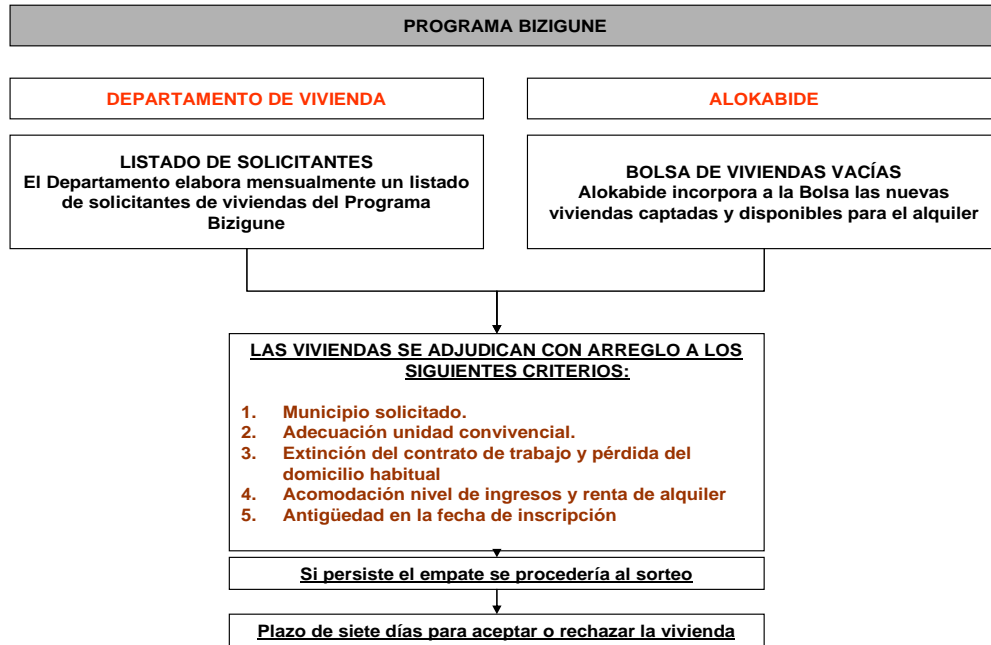 PROGRAMA BIZIGUNE
DEPARTAMENTO DE VIVIENDA
LISTADO DE SOLICITANTES
El Departamento elabora mensualmente un listado
de solicitantes de viviendas del Programa
Bizigune
ALOKABIDE
BOLSA DE VIVIENDAS VACÍAS
Alokabide incorpora a la Bolsa las nuevas
viviendas captadas y disponibles para el alquiler
LAS VIVIENDAS SE ADJUDICAN CON ARREGLO A LOS
SIGUIENTES CRITERIOS:
1. Municipio solicitado.
2. Adecuación unidad convivencial.
3. Extinción del contrato de trabajo y pérdida del
domicilio habitual
4. Acomodación nivel de ingresos y renta de alquiler
5. Antigüedad en la fecha de inscripción
Si persiste el empate se procedería al sorteo
Plazo de siete días para aceptar o rechazar la vivienda